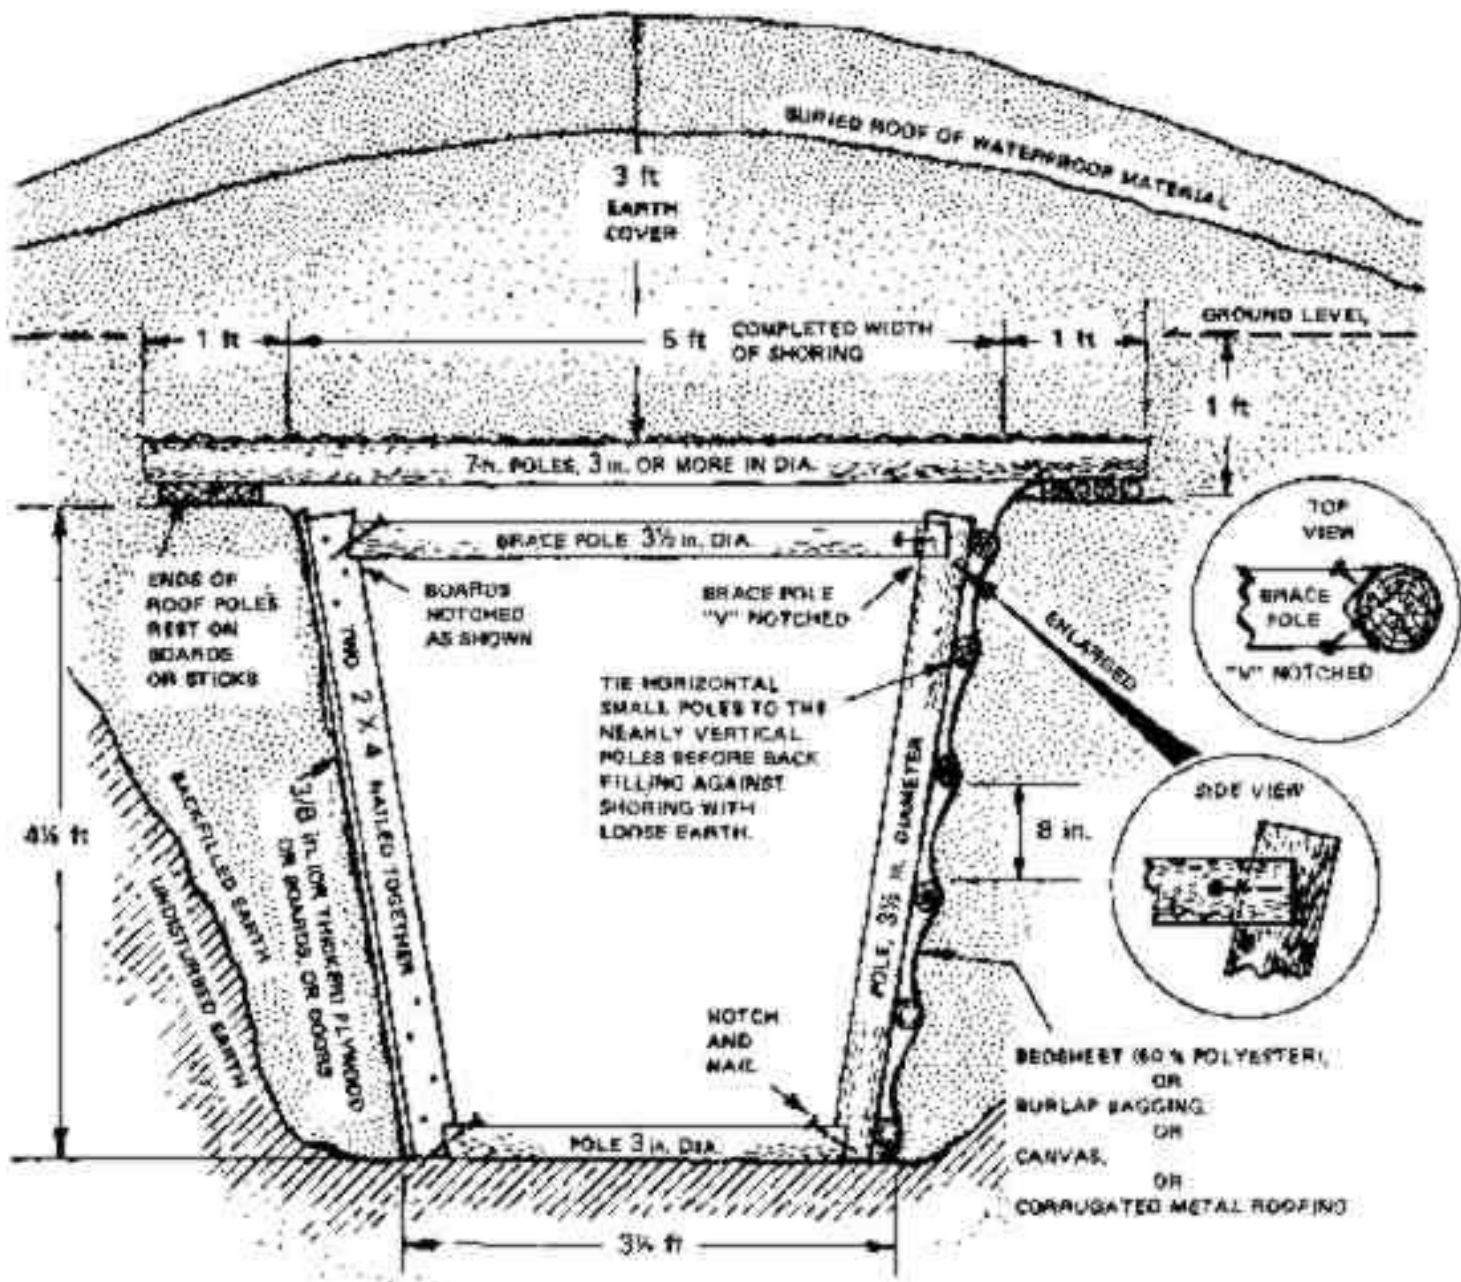 BURIED ROOF OF WATERPROOF MATERIAL
3 ft
EARTH
COVER
GROUND LEVEL
1 ft
5 ft
COMPLETED WIDTH
OF SHORING
1 ft
1 ft
7-ft. POLES, 3 in. OR MORE IN DIA.
BRACE POLE 3½ in. DIA.
ENDS OF
ROOF POLES
REST ON
BOARDS
OR STICKS
BOARDS
NOTCHED
AS SHOWN
BRACE POLE
"V" NOTCHED
TOP
VIEW
BRACE
POLE
"V" NOTCHED
ENLARGED
TIE HORIZONTAL
SMALL POLES TO THE
NEARLY VERTICAL
POLES BEFORE BACK
FILLING AGAINST
SHORING WITH
LOOSE EARTH.
SIDE VIEW
8 in.
4½ ft
BACKFILLED EARTH
UNDISTURBED EARTH
3/8 in. (OR THICKER) PLYWOOD
OR BOARDS, OR DOORS
TWO 2 X 4 NAILED TOGETHER
POLE, 3½ in. DIAMETER
NOTCH
AND
NAIL
POLE 3 in. DIA.
BEDSHEET (60 % POLYESTER),
OR
BURLAP BAGGING,
OR
CANVAS,
OR
CORRUGATED METAL ROOFING
ft